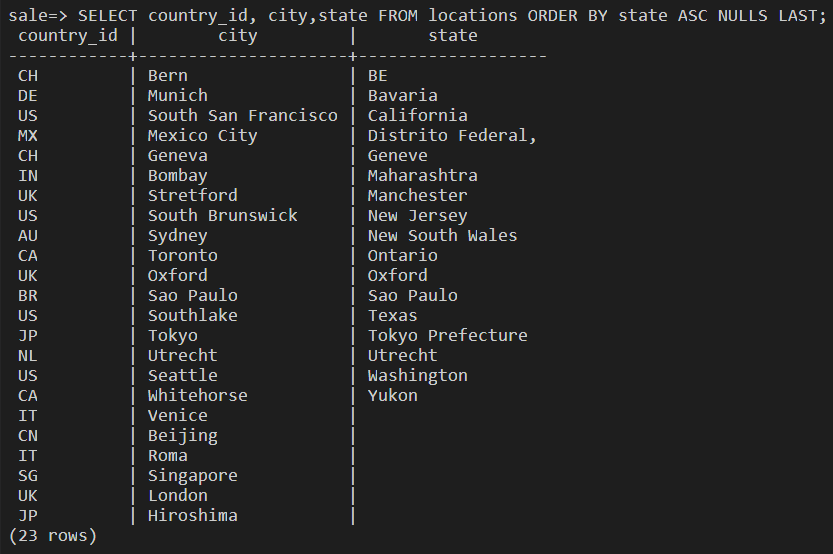 sale=> SELECT country_id, city,state FROM locations ORDER BY state ASC NULLS LAST;
 country_id |        city         |       state
------------+---------------------+-------------------
 CH         | Bern                | BE
 DE         | Munich              | Bavaria
 US         | South San Francisco | California
 MX         | Mexico City         | Distrito Federal,
 CH         | Geneva              | Geneve
 IN         | Bombay              | Maharashtra
 UK         | Stretford           | Manchester
 US         | South Brunswick     | New Jersey
 AU         | Sydney              | New South Wales
 CA         | Toronto             | Ontario
 UK         | Oxford              | Oxford
 BR         | Sao Paulo           | Sao Paulo
 US         | Southlake           | Texas
 JP         | Tokyo               | Tokyo Prefecture
 NL         | Utrecht             | Utrecht
 US         | Seattle             | Washington
 CA         | Whitehorse          | Yukon
 IT         | Venice              |
 CN         | Beijing             |
 IT         | Roma                |
 SG         | Singapore           |
 UK         | London              |
 JP         | Hiroshima           |
(23 rows)